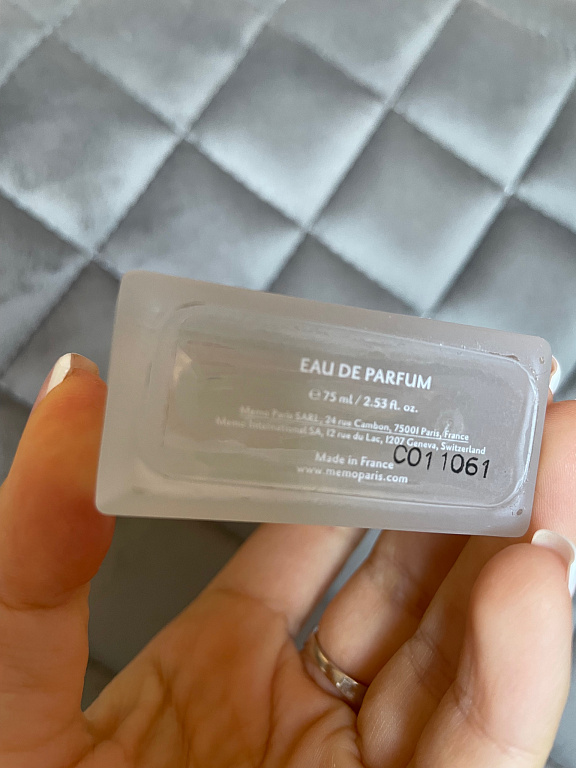 EAU DE PARFUM
℮ 75 ml / 2.53 fl. oz.
Memo Paris SARL, 24 rue Cambon, 75001 Paris, France
Memo International SA, 12 rue du Lac, 1207 Geneva, Switzerland
Made in France
C011061
www.memoparis.com